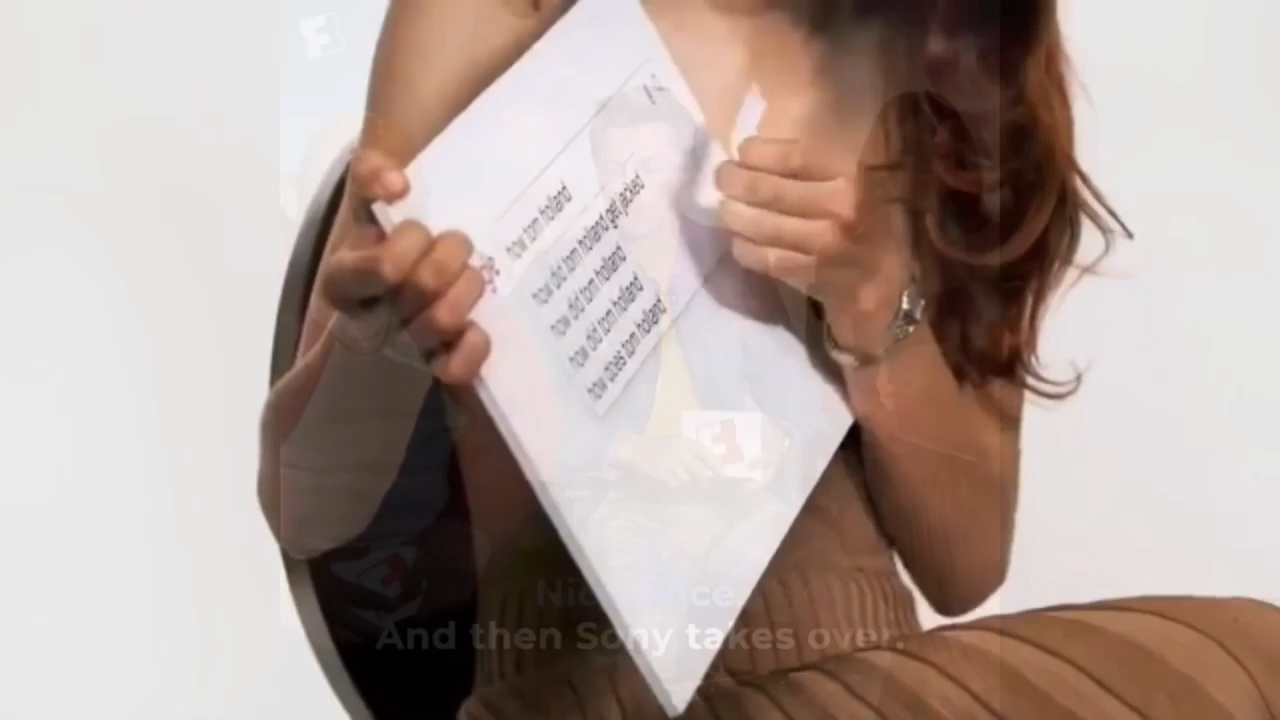 how tom holland
how did tom holland get jacked
how did tom holland
how did tom holland
how does tom holland
And then Sony takes over.